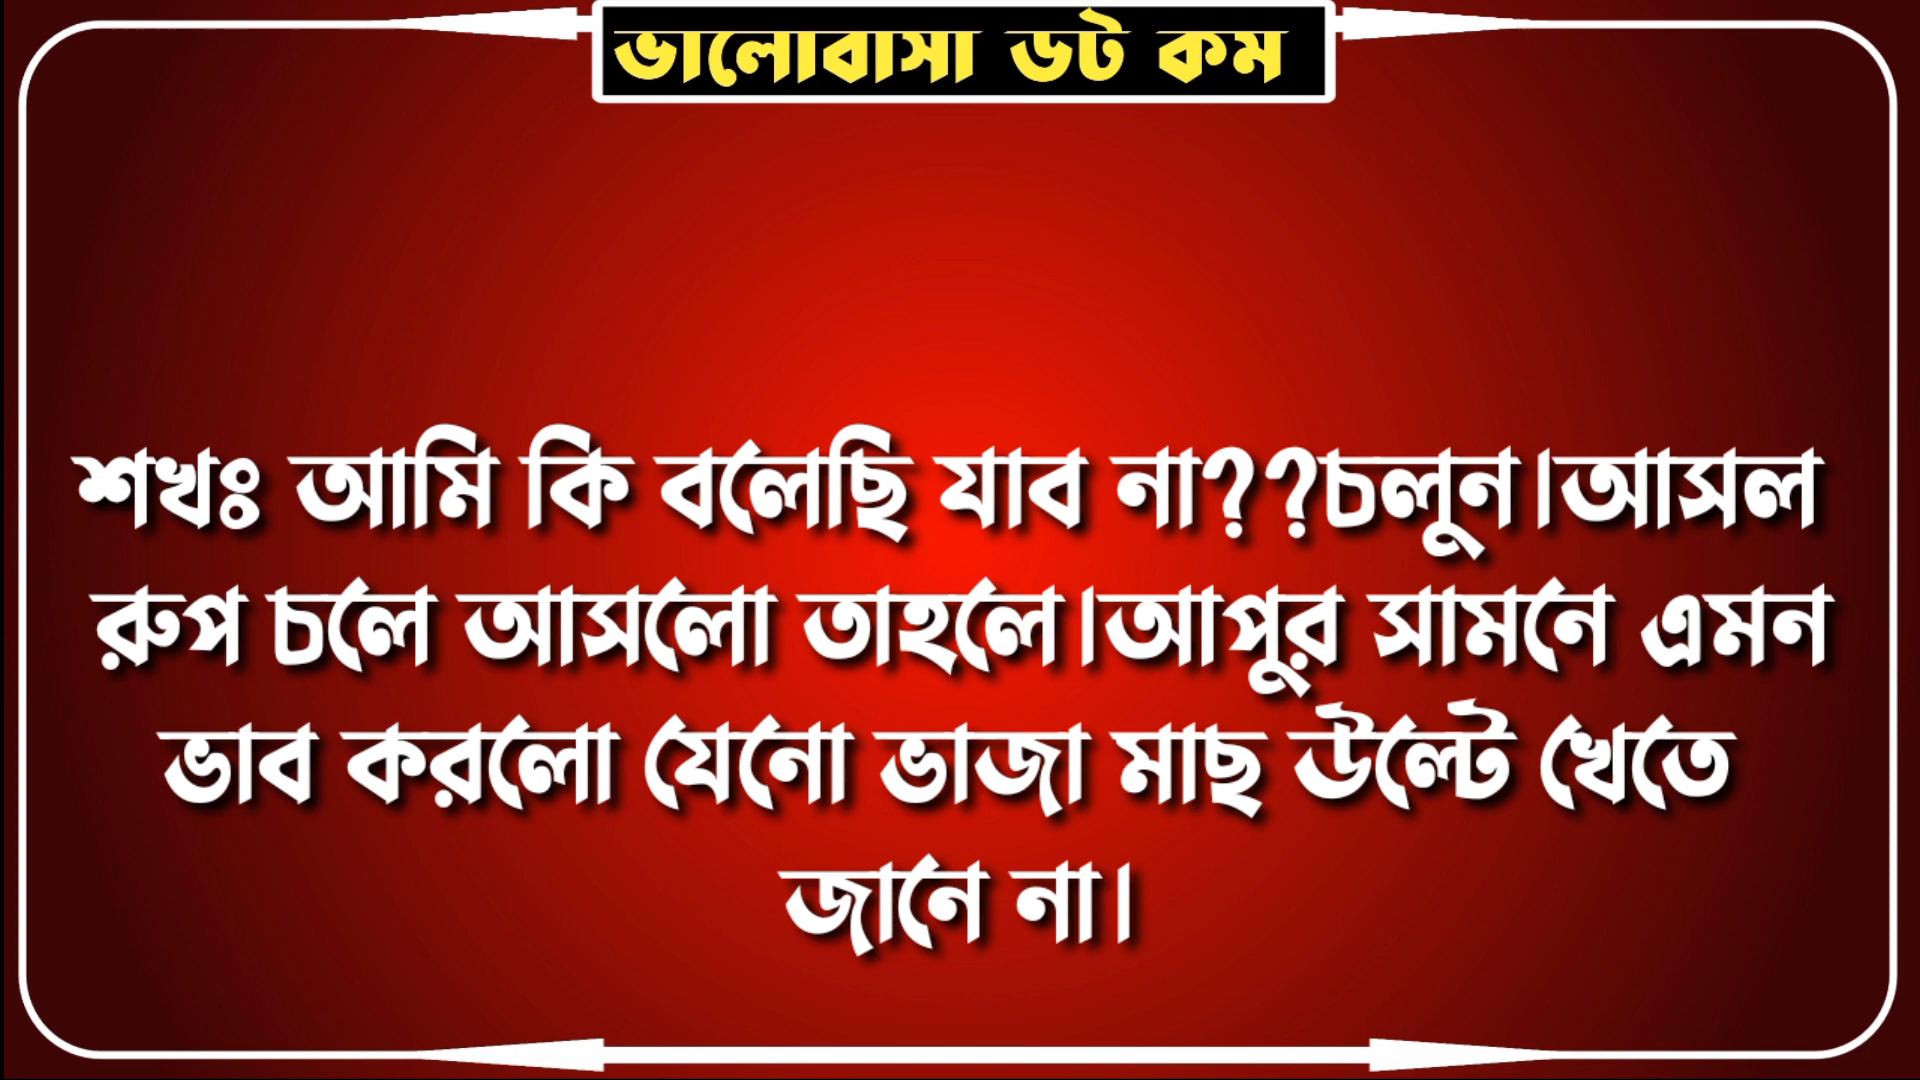 ভালোবাসা ডট কম
শখঃ আমি কি বলেছি যাব না??চলুন।আসল
রুপ চলে আসলো তাহলে।আপুর সামনে এমন
ভাব করলো যেনো ভাজা মাছ উল্টে খেতে
জানে না।